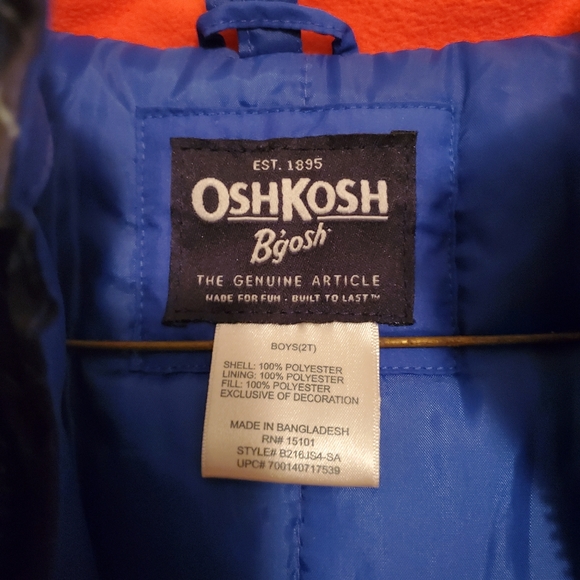 EST. 1895
OSHKOSH
B'gosh
THE GENUINE ARTICLE
MADE FOR FUN · BUILT TO LAST™
BOYS(2T)
SHELL: 100% POLYESTER
LINING: 100% POLYESTER
FILL: 100% POLYESTER
EXCLUSIVE OF DECORATION
MADE IN BANGLADESH
RN# 15101
STYLE# B216JS4-SA
UPC# 700140717539